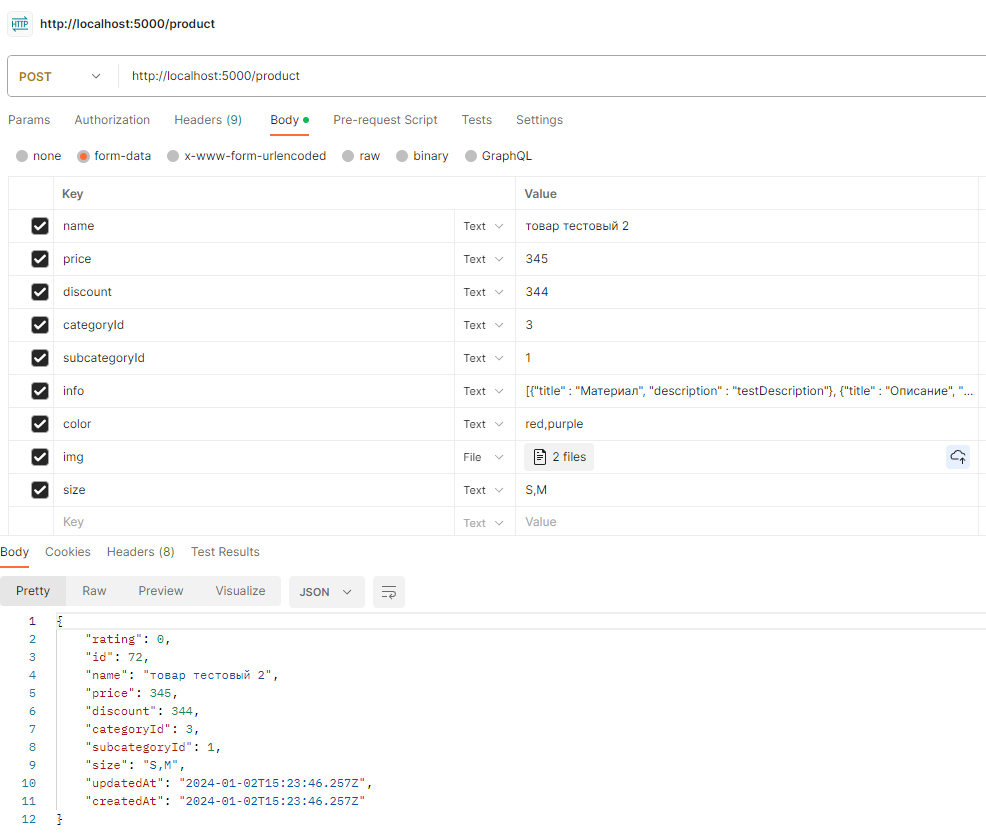 HTTP http://localhost:5000/product
POST http://localhost:5000/product
Params Authorization Headers (9) Body Pre-request Script Tests Settings
none form-data x-www-form-urlencoded raw binary GraphQL
Key Value
name Text товар тестовый 2
price Text 345
discount Text 344
categoryId Text 3
subcategoryId Text 1
info Text [{"title" : "Материал", "description" : "testDescription"}, {"title" : "Описание", "...
color Text red,purple
img File 2 files
size Text S,M
Key Text Value
Body Cookies Headers (8) Test Results
Pretty Raw Preview Visualize JSON
1 {
2 "rating": 0,
3 "id": 72,
4 "name": "товар тестовый 2",
5 "price": 345,
6 "discount": 344,
7 "categoryId": 3,
8 "subcategoryId": 1,
9 "size": "S,M",
10 "updatedAt": "2024-01-02T15:23:46.257Z",
11 "createdAt": "2024-01-02T15:23:46.257Z"
12 }